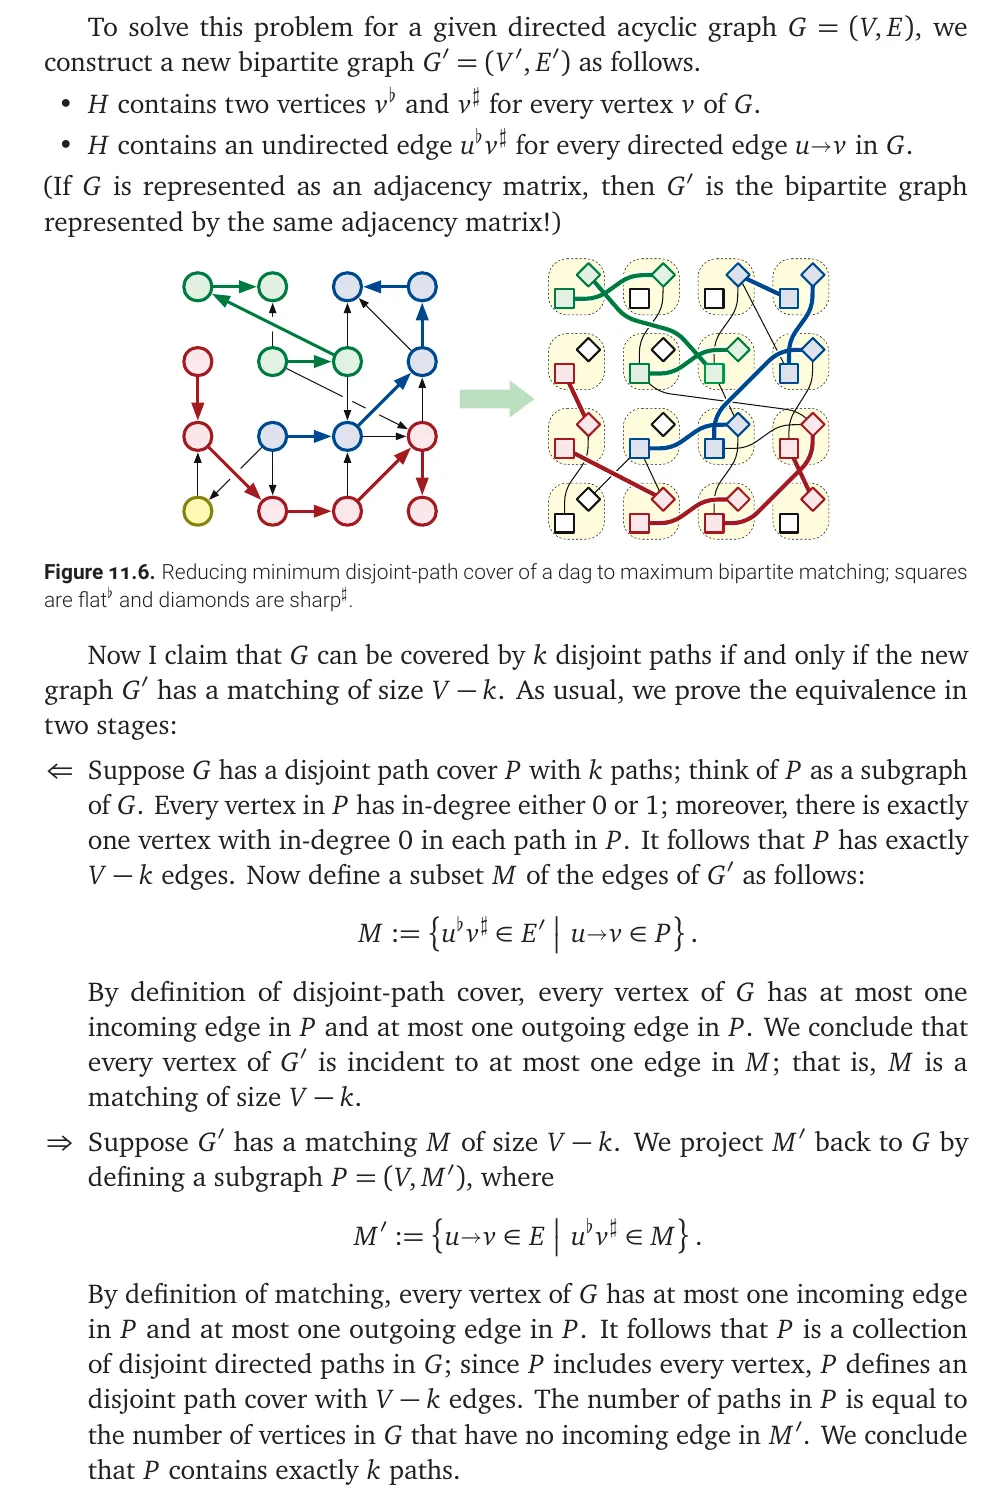 To solve this problem for a given directed acyclic graph G = (V, E), we
construct a new bipartite graph G′ = (V′, E′) as follows.
• H contains two vertices v♭ and v♯ for every vertex v of G.
• H contains an undirected edge u♭v♯ for every directed edge u→v in G.
(If G is represented as an adjacency matrix, then G′ is the bipartite graph
represented by the same adjacency matrix!)
Figure 11.6. Reducing minimum disjoint-path cover of a dag to maximum bipartite matching; squares
are flat♭ and diamonds are sharp♯.
Now I claim that G can be covered by k disjoint paths if and only if the new
graph G′ has a matching of size V − k. As usual, we prove the equivalence in
two stages:
⇐ Suppose G has a disjoint path cover P with k paths; think of P as a subgraph
of G. Every vertex in P has in-degree either 0 or 1; moreover, there is exactly
one vertex with in-degree 0 in each path in P. It follows that P has exactly
V − k edges. Now define a subset M of the edges of G′ as follows:
M := {u♭v♯ ∈ E′ | u→v ∈ P}.
By definition of disjoint-path cover, every vertex of G has at most one
incoming edge in P and at most one outgoing edge in P. We conclude that
every vertex of G′ is incident to at most one edge in M; that is, M is a
matching of size V − k.
⇒ Suppose G′ has a matching M of size V − k. We project M′ back to G by
defining a subgraph P = (V, M′), where
M′ := {u→v ∈ E | u♭v♯ ∈ M}.
By definition of matching, every vertex of G has at most one incoming edge
in P and at most one outgoing edge in P. It follows that P is a collection
of disjoint directed paths in G; since P includes every vertex, P defines an
disjoint path cover with V − k edges. The number of paths in P is equal to
the number of vertices in G that have no incoming edge in M′. We conclude
that P contains exactly k paths.